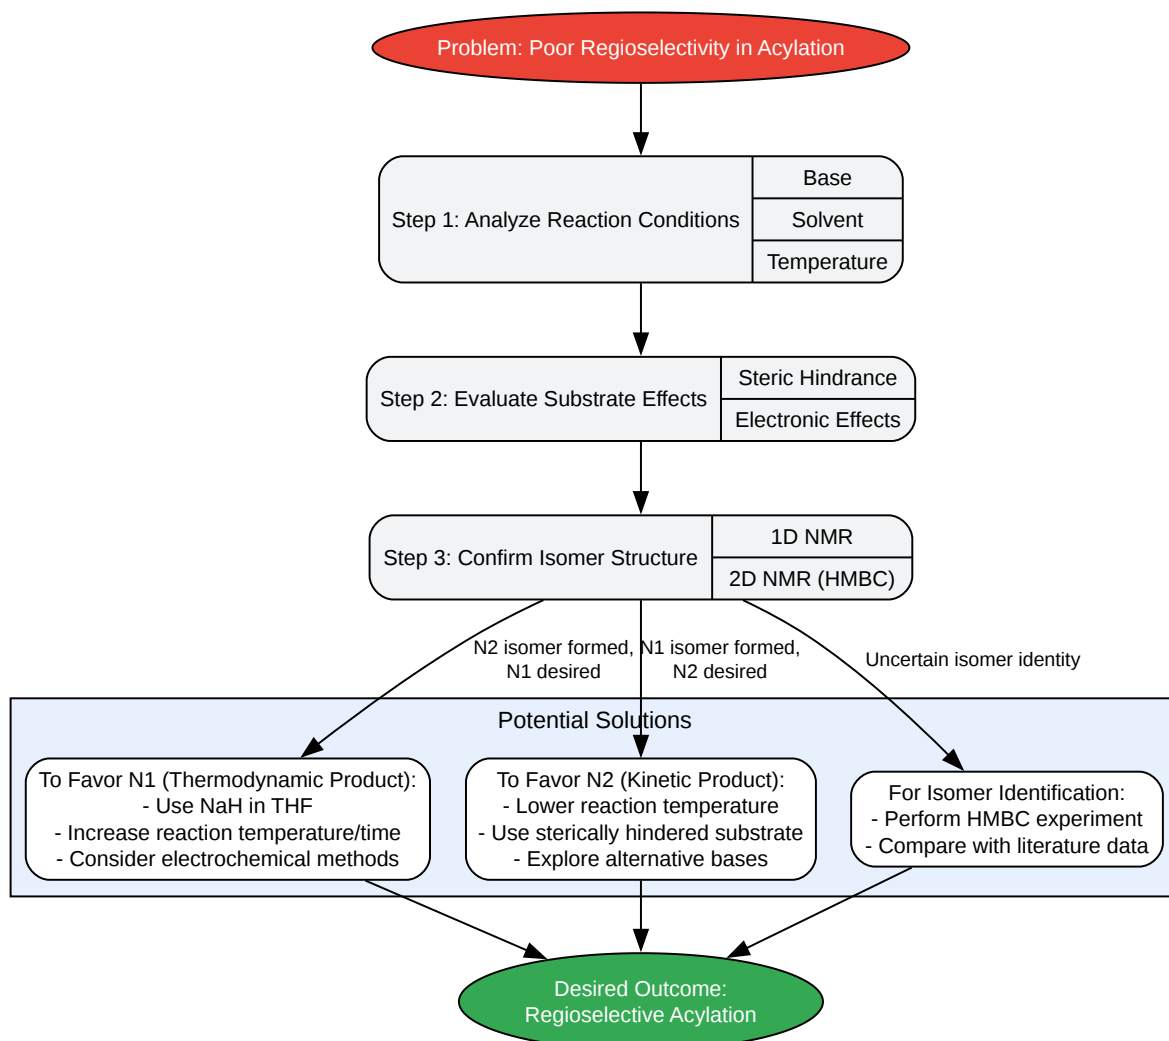 Problem: Poor Regioselectivity in Acylation
Step 1: Analyze Reaction Conditions
Base
Solvent
Temperature
Step 2: Evaluate Substrate Effects
Steric Hindrance
Electronic Effects
Step 3: Confirm Isomer Structure
1D NMR
2D NMR (HMBC)
N2 isomer formed,
N1 desired
N1 isomer formed,
N2 desired
Uncertain isomer identity
Potential Solutions
To Favor N1 (Thermodynamic Product):
- Use NaH in THF
- Increase reaction temperature/time
- Consider electrochemical methods
To Favor N2 (Kinetic Product):
- Lower reaction temperature
- Use sterically hindered substrate
- Explore alternative bases
For Isomer Identification:
- Perform HMBC experiment
- Compare with literature data
Desired Outcome:
Regioselective Acylation